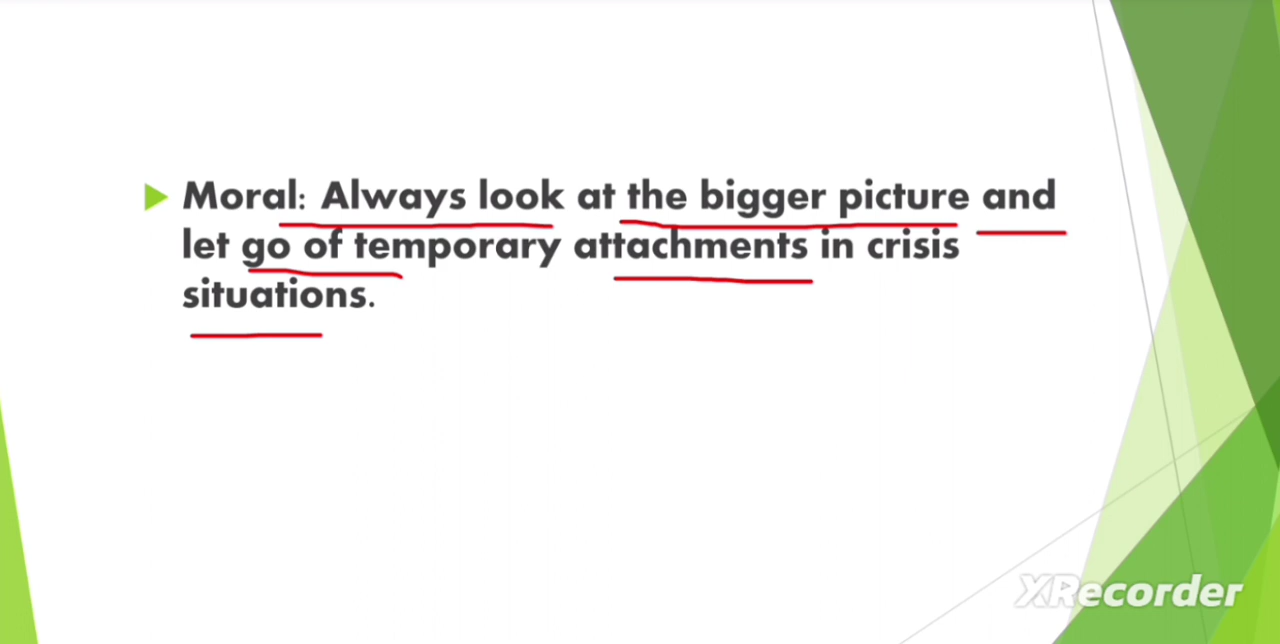 Moral: Always look at the bigger picture and
let go of temporary attachments in crisis
situations.
XRecorder